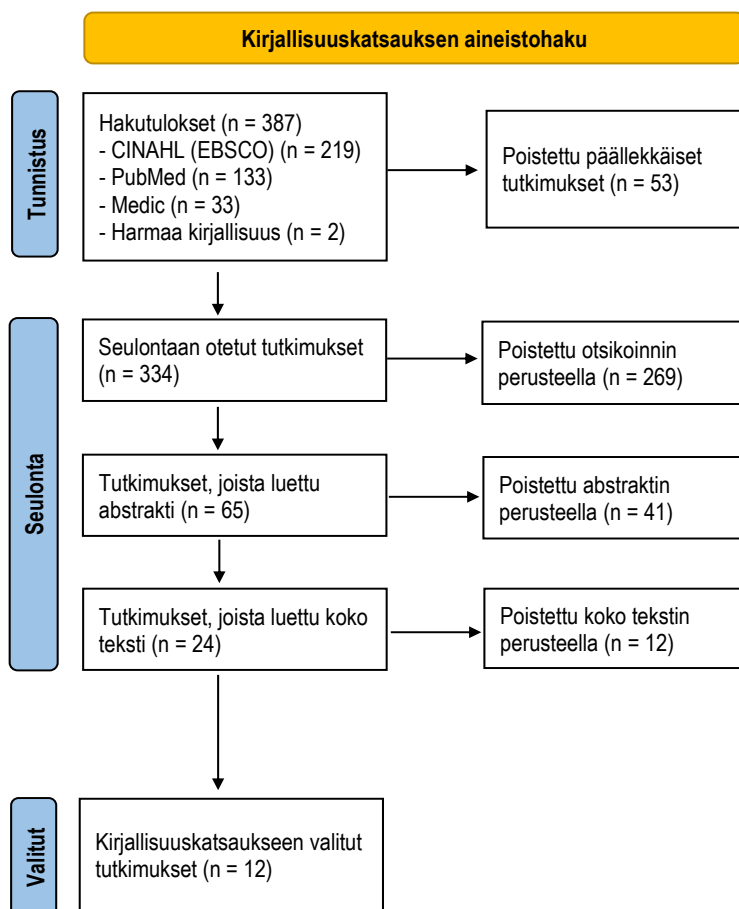 Kirjallisuuskatsauksen aineistohaku
Tunnistus
Hakutulokset (n = 387)
- CINAHL (EBSCO) (n = 219)
- PubMed (n = 133)
- Medic (n = 33)
- Harmaa kirjallisuus (n = 2)
Poistettu päällekkäiset
tutkimukset (n = 53)
Seulonta
Seulontaan otetut tutkimukset
(n = 334)
Poistettu otsikoinnin
perusteella (n = 269)
Tutkimukset, joista luettu
abstrakti (n = 65)
Poistettu abstraktin
perusteella (n = 41)
Tutkimukset, joista luettu koko
teksti (n = 24)
Poistettu koko tekstin
perusteella (n = 12)
Valitut
Kirjallisuuskatsaukseen valitut
tutkimukset (n = 12)